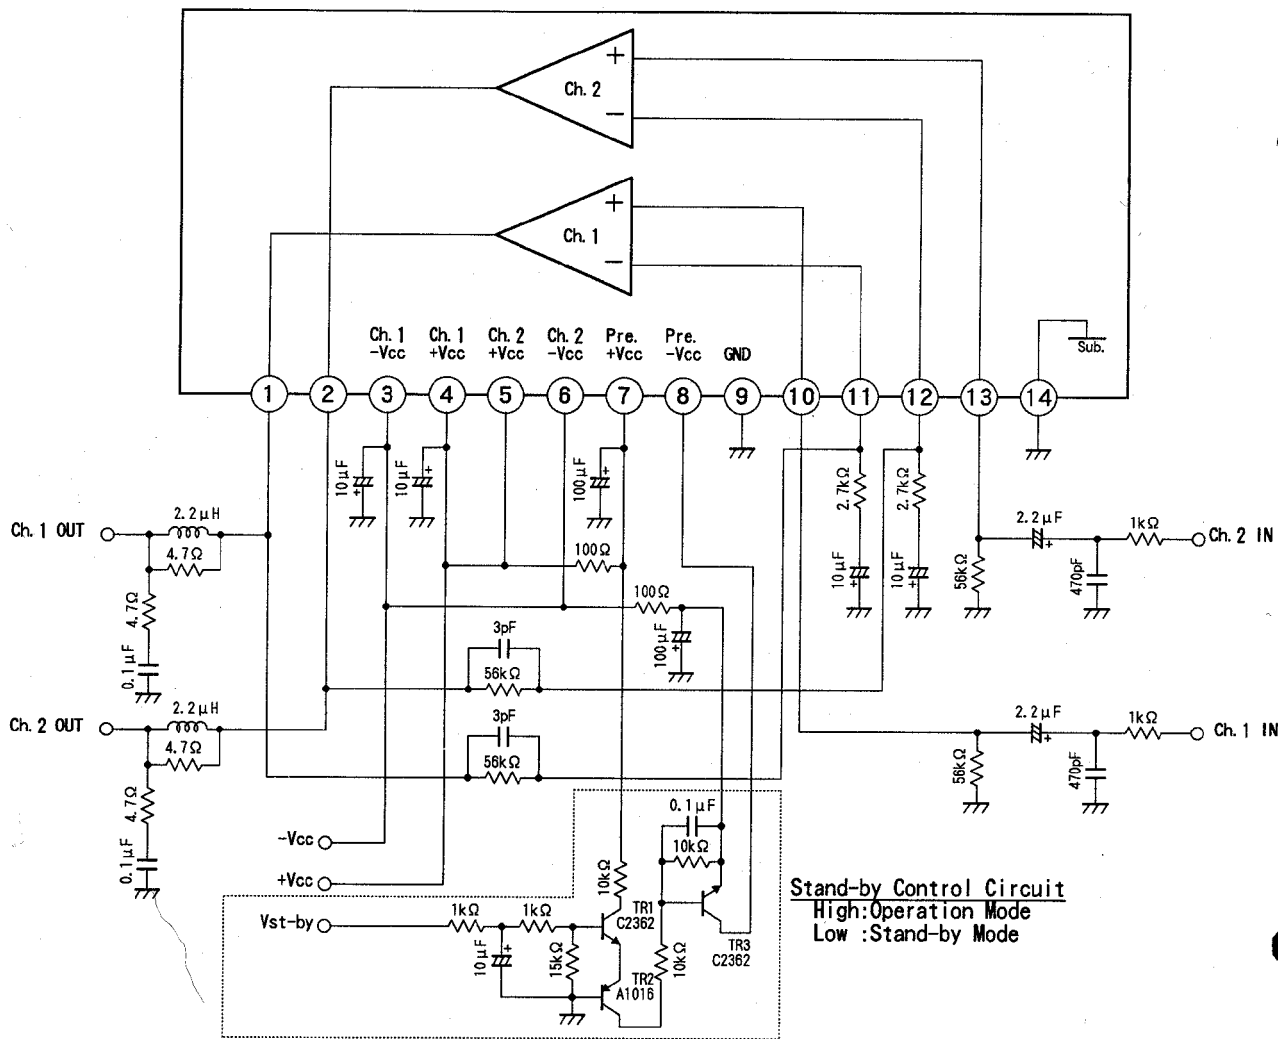 +
Ch. 2
−
+
Ch. 1
−
Ch. 1 -Vcc
Ch. 1 +Vcc
Ch. 2 +Vcc
Ch. 2 -Vcc
Pre. +Vcc
Pre. -Vcc
GND
Sub.
1 2 3 4 5 6 7 8 9 10 11 12 13 14
10μF
+
10μF
+
100μF
+
2.7kΩ
2.7kΩ
10μF
+
10μF
+
Ch. 1 OUT
2.2μH
4.7Ω
4.7Ω
0.1μF
100Ω
100Ω
100μF
+
2.2μF
+
1kΩ
Ch. 2 IN
56kΩ
470pF
3pF
56kΩ
Ch. 2 OUT
2.2μH
4.7Ω
4.7Ω
0.1μF
3pF
56kΩ
2.2μF
+
1kΩ
Ch. 1 IN
56kΩ
470pF
-Vcc
+Vcc
Vst-by
1kΩ
1kΩ
10μF
+
15kΩ
10kΩ
TR1
C2362
TR2
A1016
0.1μF
10kΩ
10kΩ
TR3
C2362
Stand-by Control Circuit
High:Operation Mode
Low :Stand-by Mode